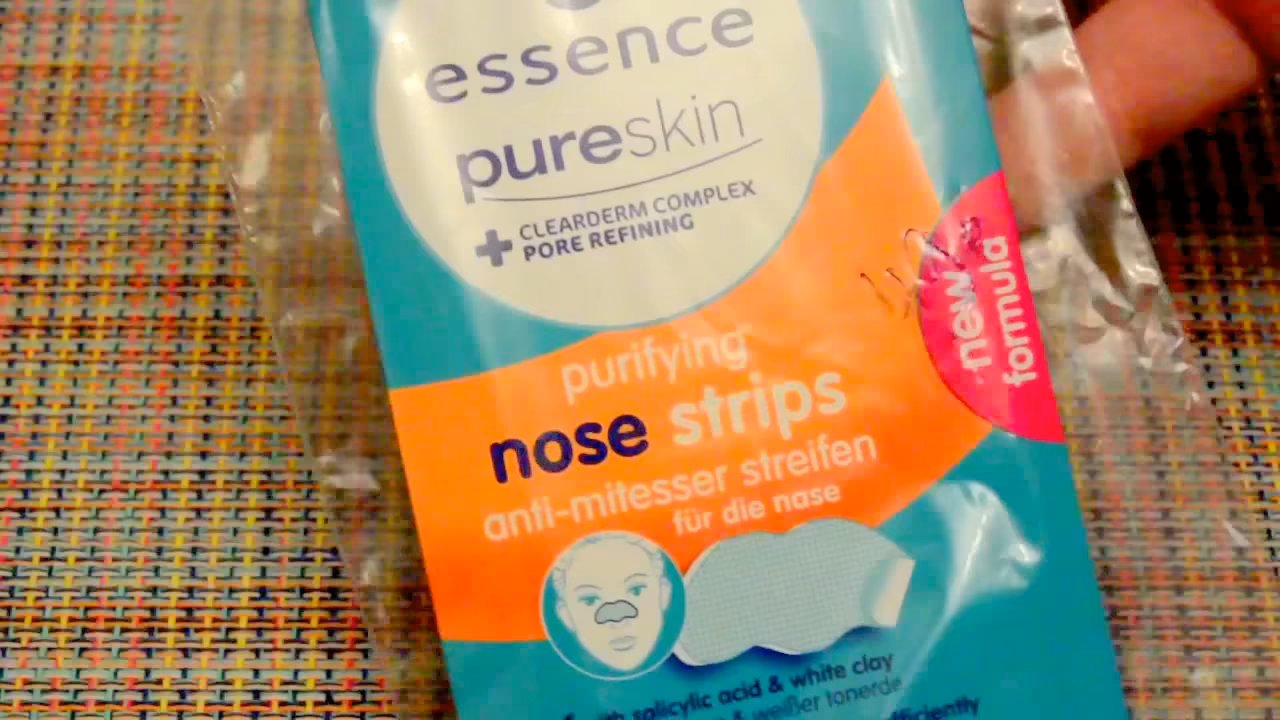 essence
pureskin
+ CLEARDERM COMPLEX
PORE REFINING
new
formula
purifying
nose strips
anti-mitesser streifen
für die nase
salicylic acid & white clay
& weißer tonerde